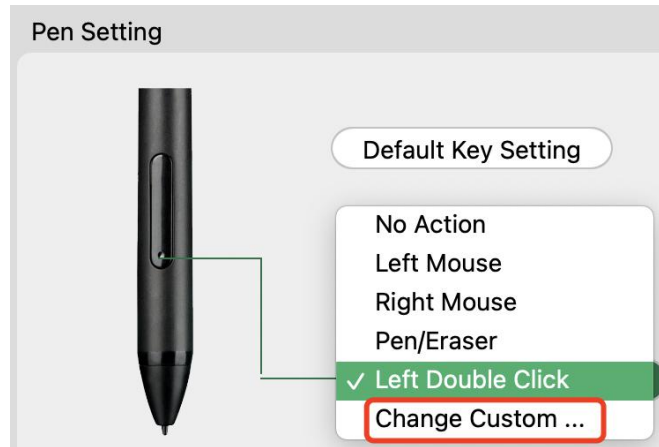 Pen Setting
Default Key Setting
No Action
Left Mouse
Right Mouse
Pen/Eraser
✓ Left Double Click
Change Custom ...